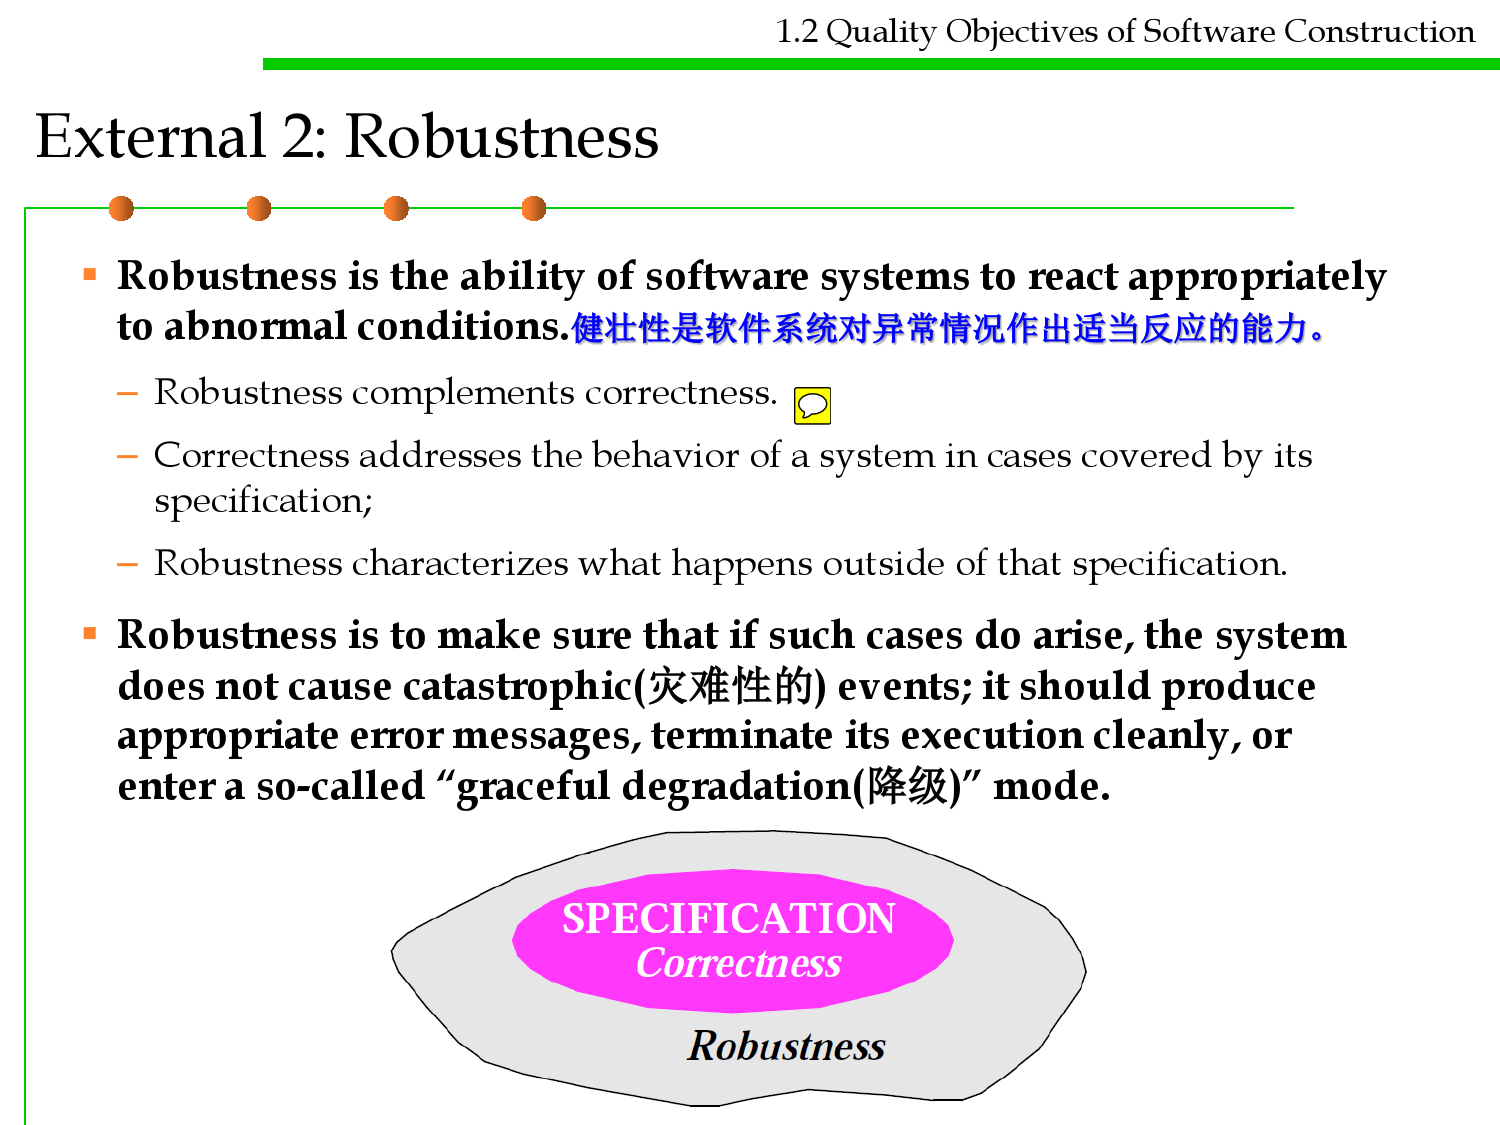 1.2 Quality Objectives of Software Construction
External 2: Robustness
▪ Robustness is the ability of software systems to react appropriately
to abnormal conditions.健壮性是软件系统对异常情况作出适当反应的能力。
– Robustness complements correctness.
– Correctness addresses the behavior of a system in cases covered by its
specification;
– Robustness characterizes what happens outside of that specification.
▪ Robustness is to make sure that if such cases do arise, the system
does not cause catastrophic(灾难性的) events; it should produce
appropriate error messages, terminate its execution cleanly, or
enter a so-called “graceful degradation(降级)” mode.
SPECIFICATION
Correctness
Robustness